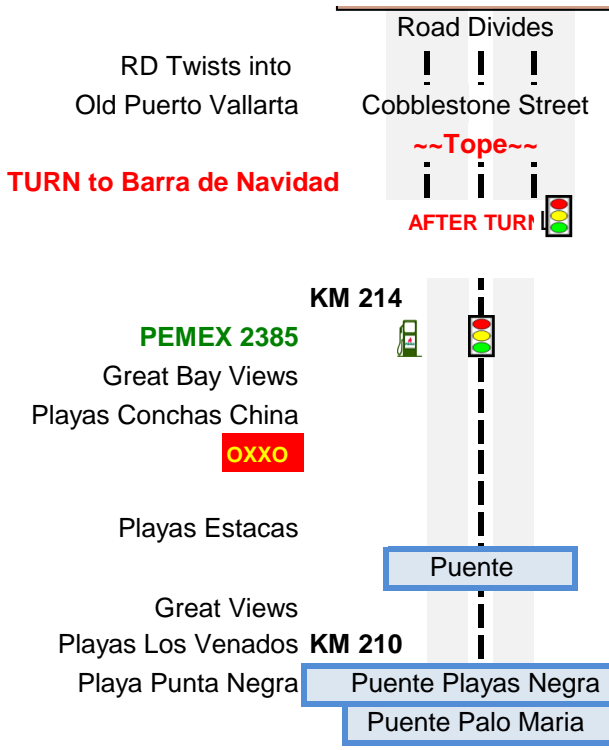 Road Divides
RD Twists into
Old Puerto Vallarta Cobblestone Street
~~Tope~~
TURN to Barra de Navidad
AFTER TURN
KM 214
PEMEX 2385
Great Bay Views
Playas Conchas China
OXXO
Playas Estacas
Puente
Great Views
Playas Los Venados KM 210
Playa Punta Negra Puente Playas Negra
Puente Palo Maria